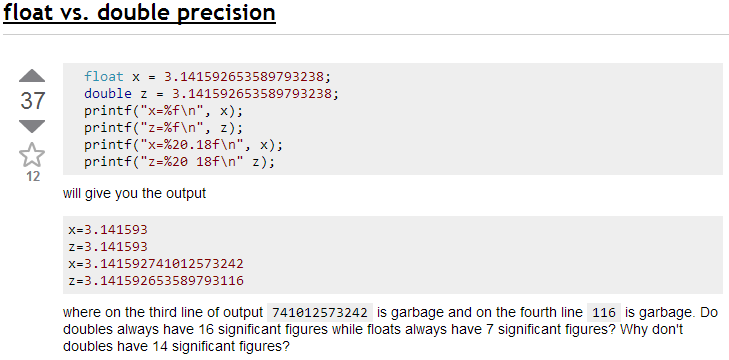 float vs. double precision
float x = 3.141592653589793238;
double z = 3.141592653589793238;
printf("x=%f\n", x);
printf("z=%f\n", z);
printf("x=%20.18f\n", x);
printf("z=%20 18f\n" z);
37
12
will give you the output
x=3.141593
z=3.141593
x=3.141592741012573242
z=3.141592653589793116
where on the third line of output 741012573242 is garbage and on the fourth line 116 is garbage. Do
doubles always have 16 significant figures while floats always have 7 significant figures? Why don't
doubles have 14 significant figures?